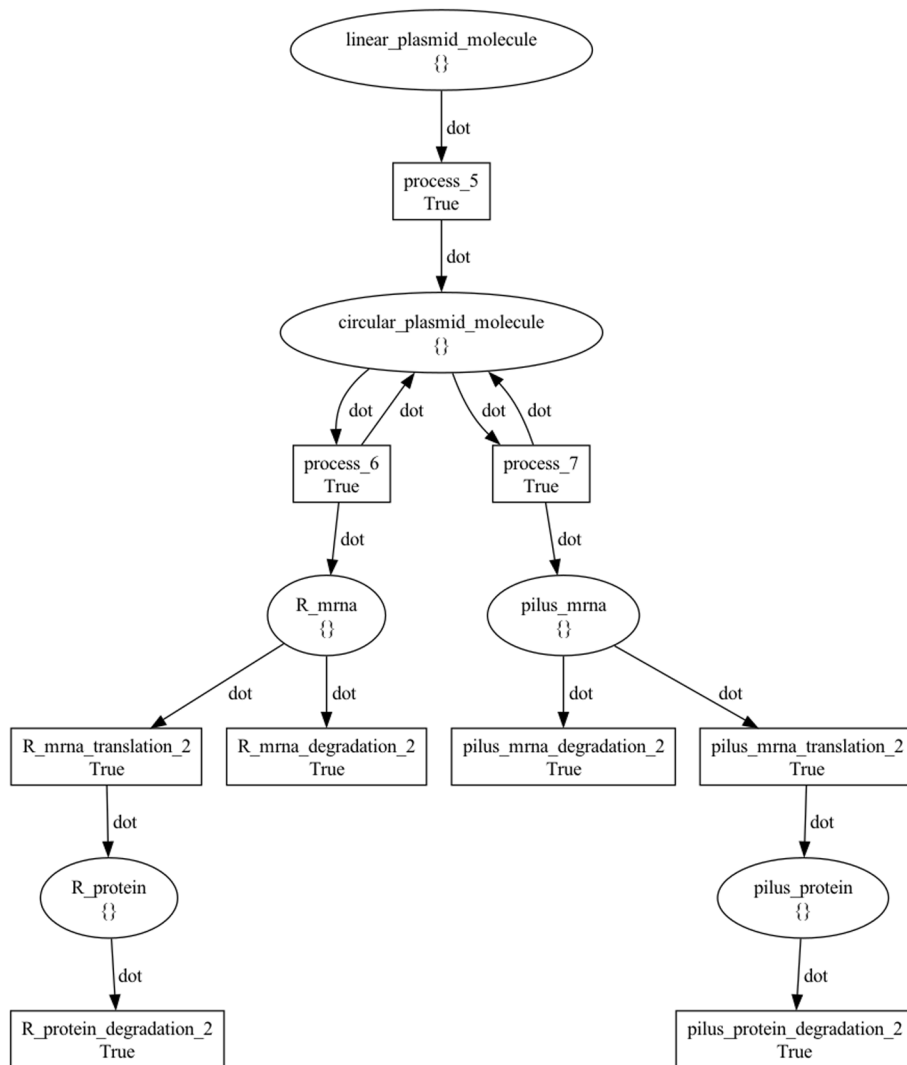 linear_plasmid_molecule
{}
dot
process_5
True
dot
circular_plasmid_molecule
{}
dot
dot
dot
dot
process_6
True
process_7
True
dot
dot
R_mrna
{}
pilus_mrna
{}
dot
dot
dot
dot
R_mrna_translation_2
True
R_mrna_degradation_2
True
pilus_mrna_degradation_2
True
pilus_mrna_translation_2
True
dot
dot
R_protein
{}
pilus_protein
{}
dot
dot
R_protein_degradation_2
True
pilus_protein_degradation_2
True